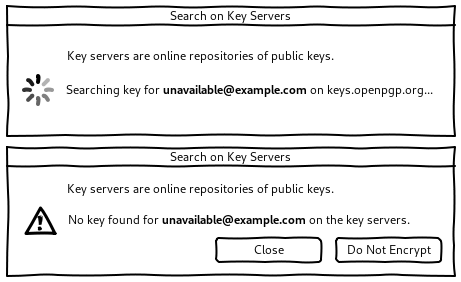 Search on Key Servers
Key servers are online repositories of public keys.
Searching key for unavailable@example.com on keys.openpgp.org...
Search on Key Servers
Key servers are online repositories of public keys.
No key found for unavailable@example.com on the key servers.
Close Do Not Encrypt